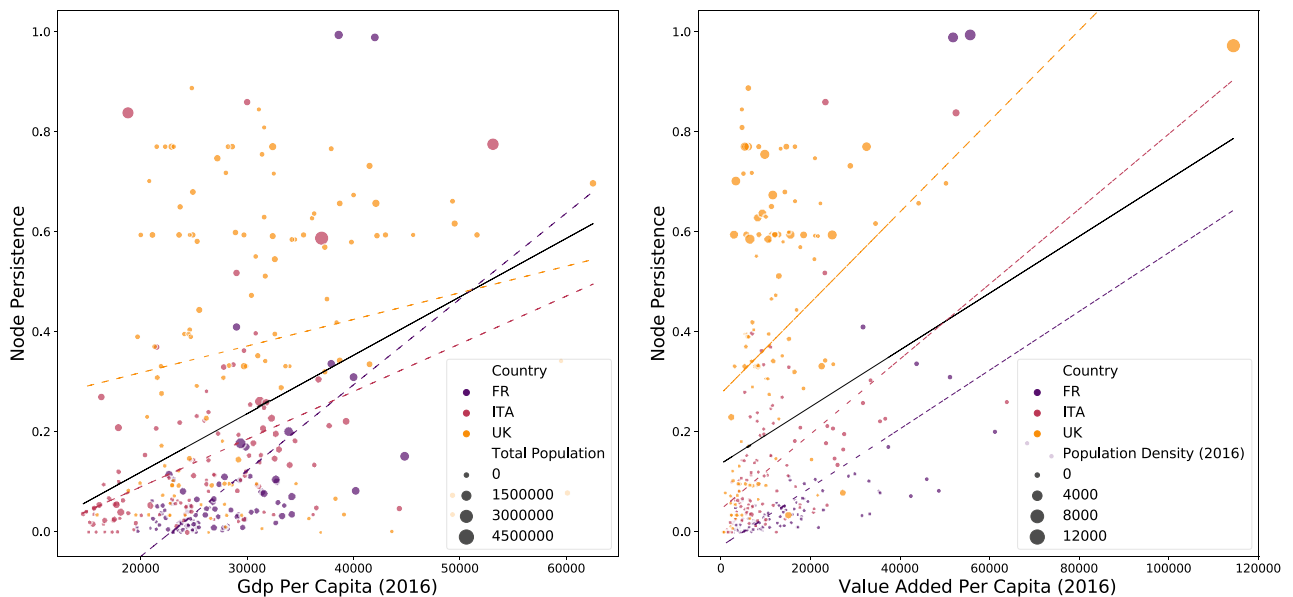 1.0
0.8
0.6
0.4
0.2
0.0
Node Persistence
20000 30000 40000 50000 60000
Gdp Per Capita (2016)
Country
FR
ITA
UK
Total Population
0
1500000
3000000
4500000
1.0
0.8
0.6
0.4
0.2
0.0
Node Persistence
0 20000 40000 60000 80000 100000 120000
Value Added Per Capita (2016)
Country
FR
ITA
UK
Population Density (2016)
0
4000
8000
12000